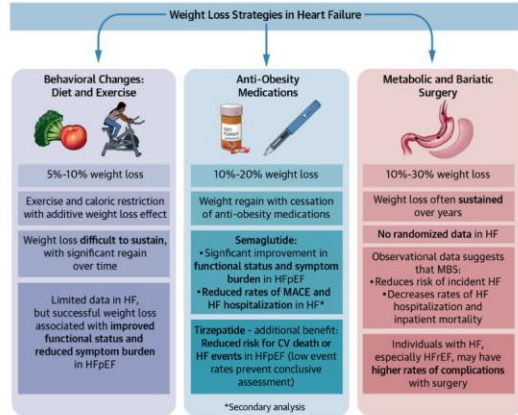 Weight Loss Strategies in Heart Failure
Behavioral Changes:
Diet and Exercise
5%-10% weight loss
Exercise and caloric restriction
with additive weight loss effect
Weight loss difficult to sustain,
with significant regain
over time
Limited data in HF,
but successful weight loss
associated with improved
functional status and
reduced symptom burden
in HFpEF
Anti-Obesity
Medications
10%-20% weight loss
Weight regain with cessation
of anti-obesity medications
Semaglutide:
•Signficant improvement in
functional status and symptom
burden in HFpEF
•Reduced rates of MACE and
HF hospitalization in HF*
Tirzepatide - additional benefit:
Reduced risk for CV death or
HF events in HFpEF (low event
rates prevent conclusive
assessment)
*Secondary analysis
Metabolic and Bariatic
Surgery
10%-30% weight loss
Weight loss often sustained
over years
No randomized data in HF
Observational data suggests
that MBS:
•Reduces risk of incident HF
•Decreases rates of HF
hospitalization and
inpatient mortality
Individuals with HF,
especially HFrEF, may have
higher rates of complications
with surgery